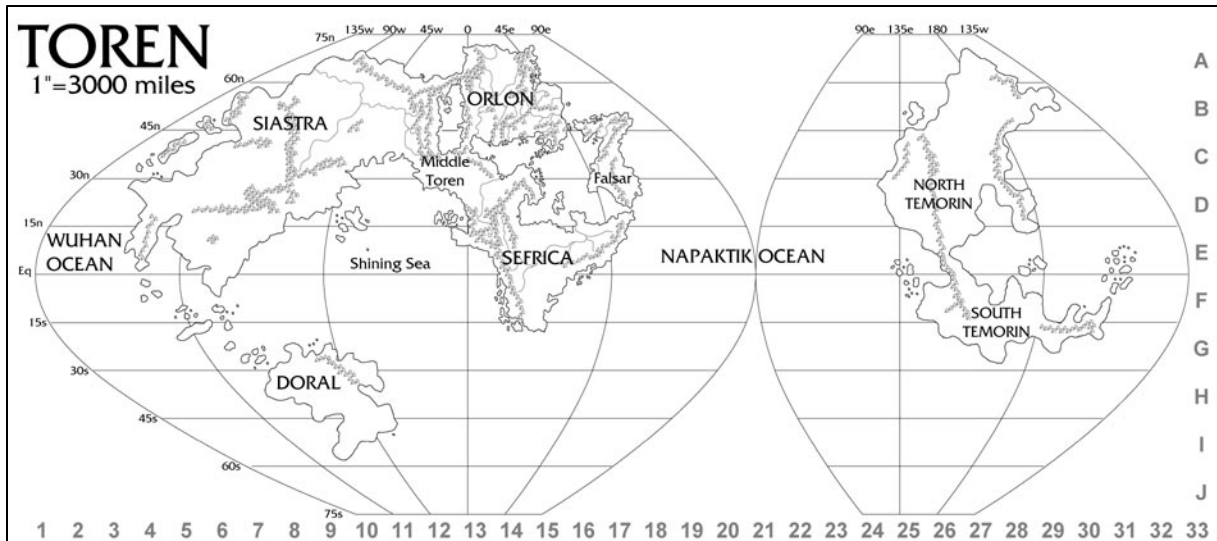 TOREN
1"=3000 miles
135w 90w 45w 0 45e 90e
90e 135e 180 135w
75n
60n
45n
30n
15n
Eq
15s
30s
45s
60s
75s
SIASTRA
ORLON
Middle
Toren
Falsar
WUHAN
OCEAN
Shining Sea
SEFRICA
NAPAKTIK OCEAN
DORAL
NORTH
TEMORIN
SOUTH
TEMORIN
A
B
C
D
E
F
G
H
I
J
1 2 3 4 5 6 7 8 9 10 11 12 13 14 15 16 17 18 19 20 21 22 23 24 25 26 27 28 29 30 31 32 33